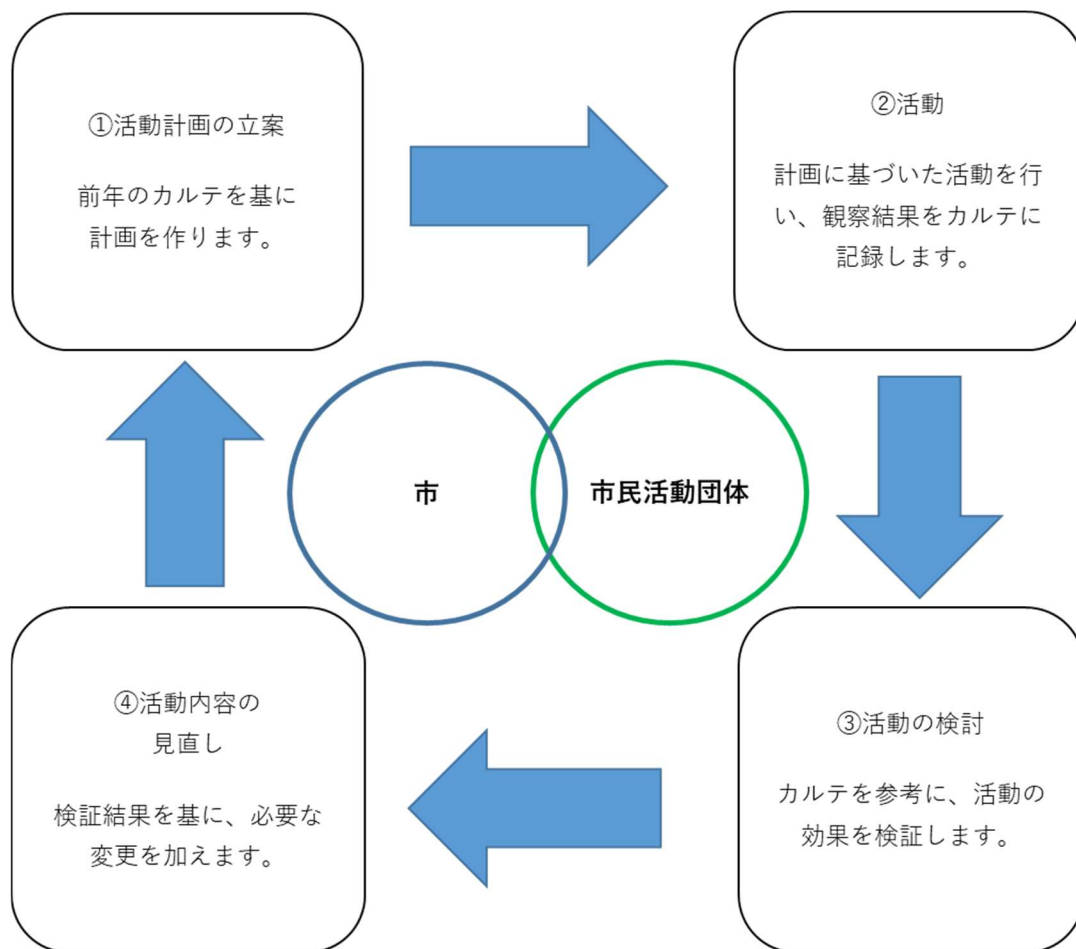 ①活動計画の立案
前年のカルテを基に
計画を作ります。
②活動
計画に基づいた活動を行
い、観察結果をカルテに
記録します。
市
市民活動団体
③活動の検討
カルテを参考に、活動の
効果を検証します。
④活動内容の
見直し
検証結果を基に、必要な
変更を加えます。